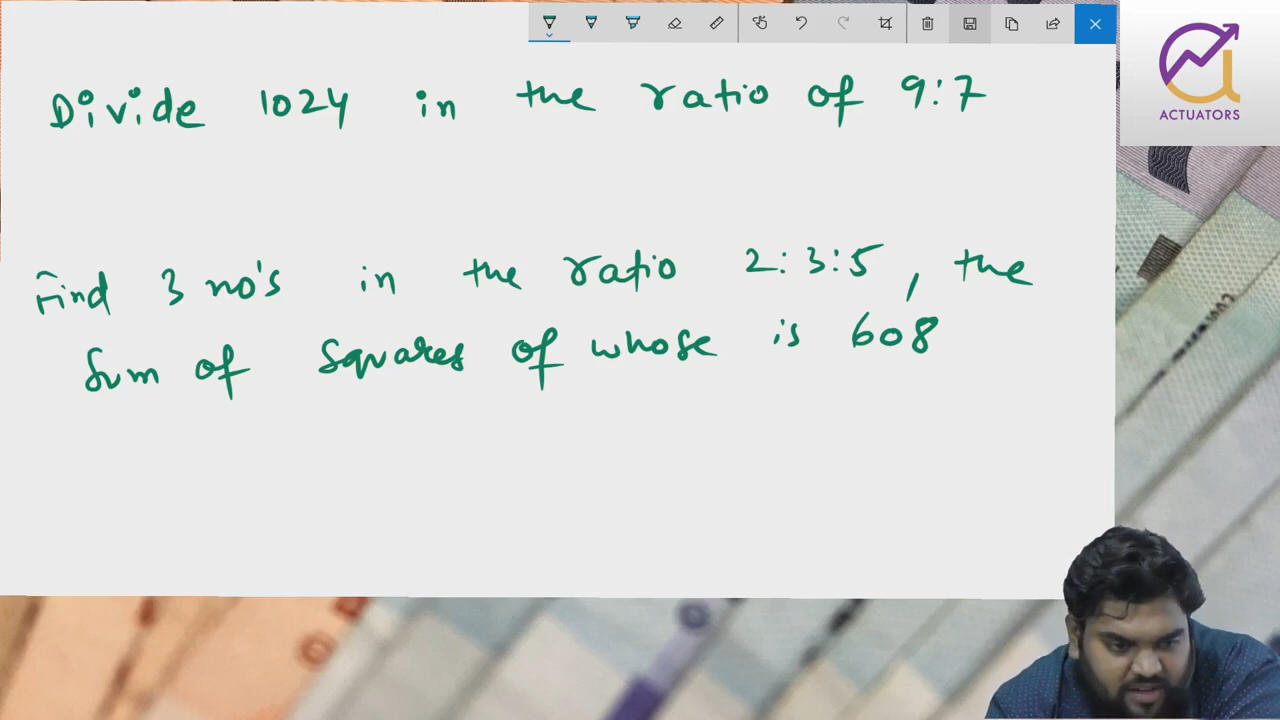 ACTUATORS
Divide 1024 in the ratio of 9:7
Find 3 no's in the ratio 2:3:5, the
sum of squares of whose is 608